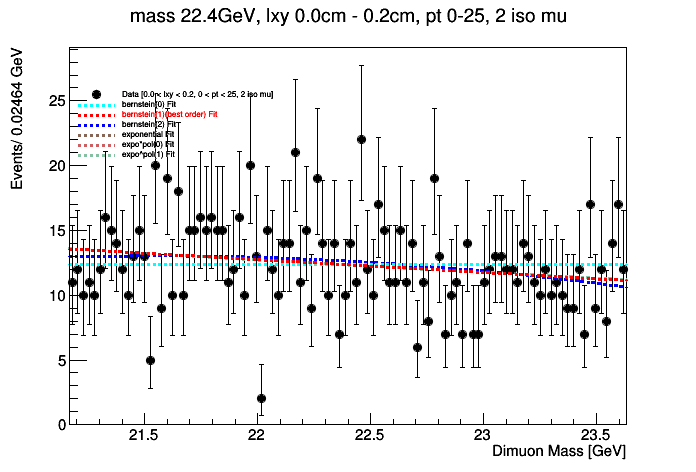 mass 22.4GeV, lxy 0.0cm - 0.2cm, pt 0-25, 2 iso mu
Events/ 0.02464 GeV
Data [0.0 < lxy < 0.2, 0 < pt < 25, 2 iso mu]
bernstein[0) Fit
bernstein[1)(best order) Fit
bernstein[2) Fit
exponential Fit
expo*pol(0) Fit
expo*pol(1) Fit
25
20
15
10
5
0
21.5 22 22.5 23 23.5
Dimuon Mass [GeV]